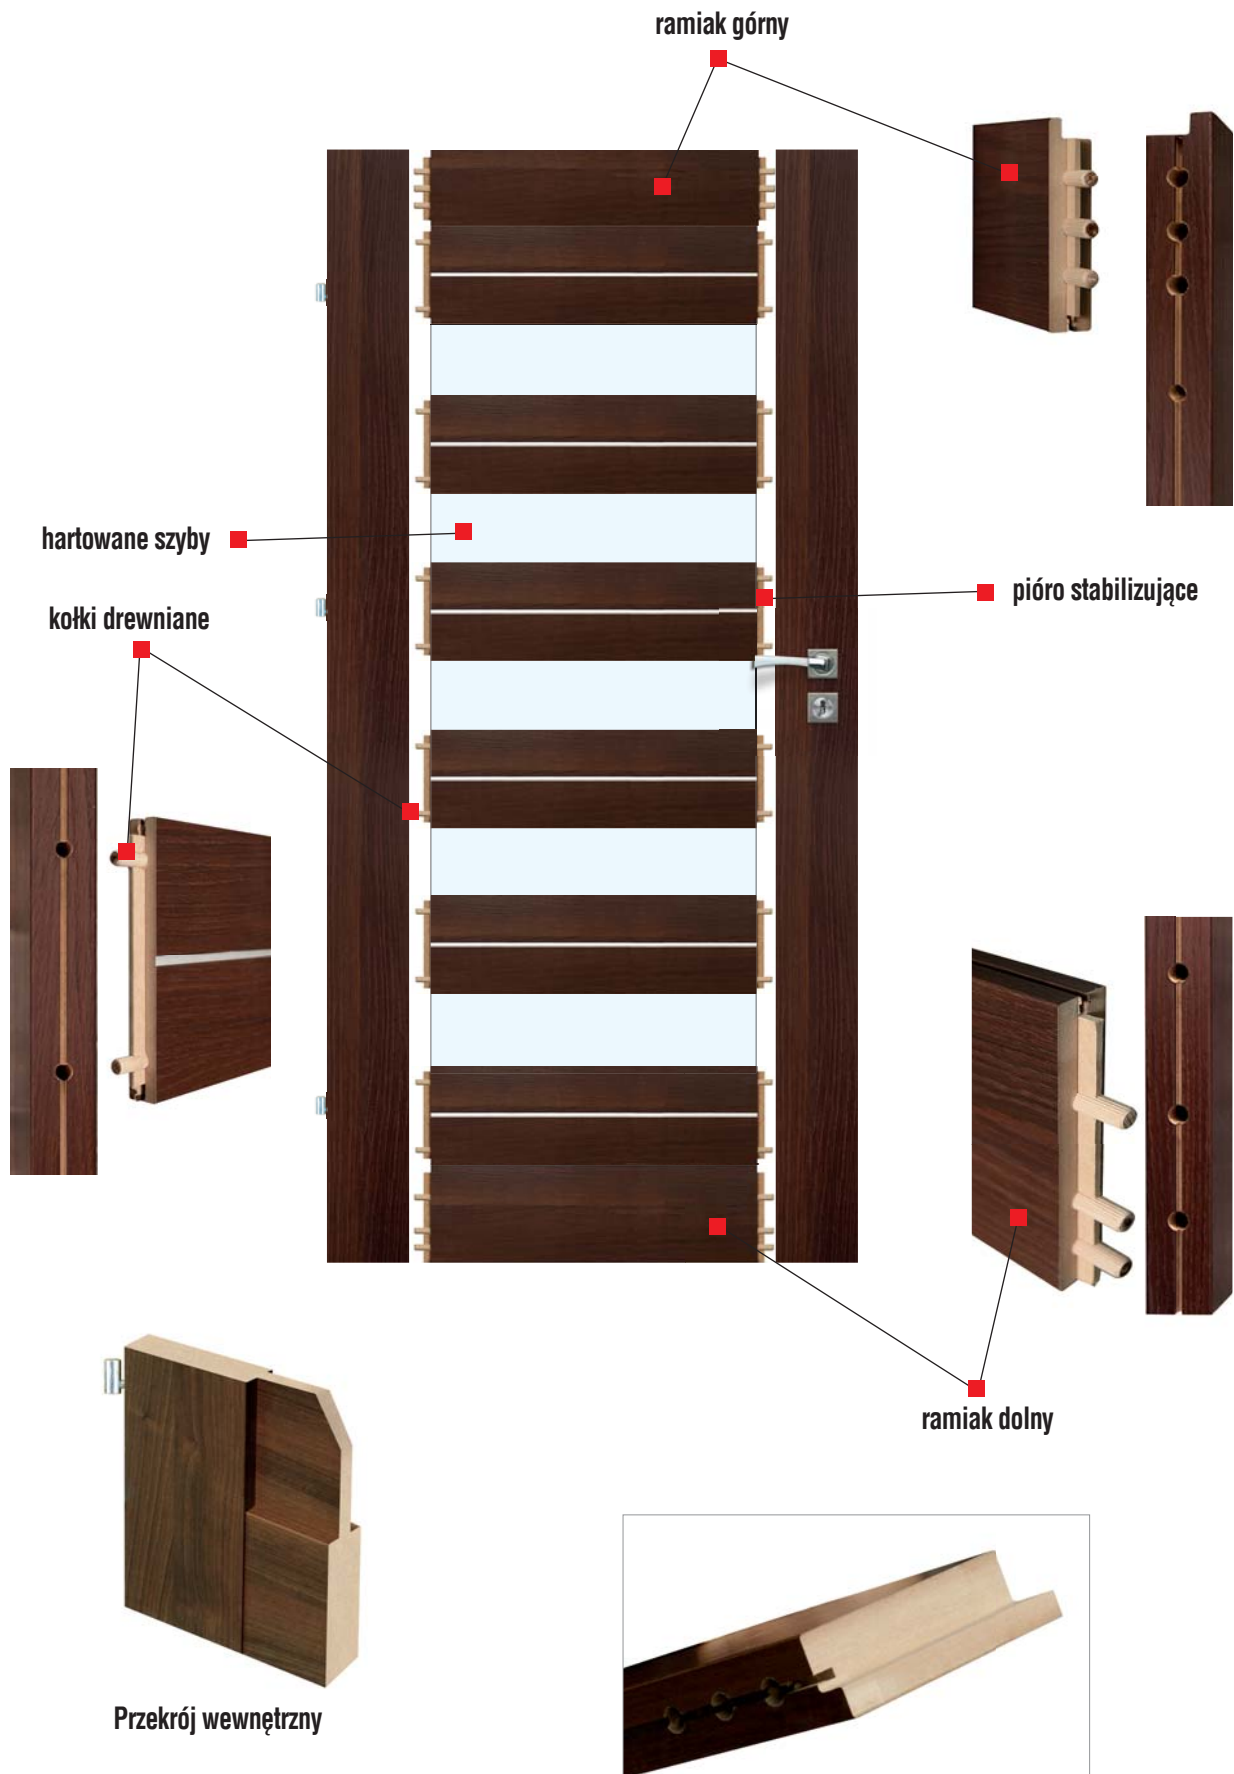 ramiak górny
hartowane szyby
pióro stabilizujące
kołki drewniane
ramiak dolny
Przekrój wewnętrzny